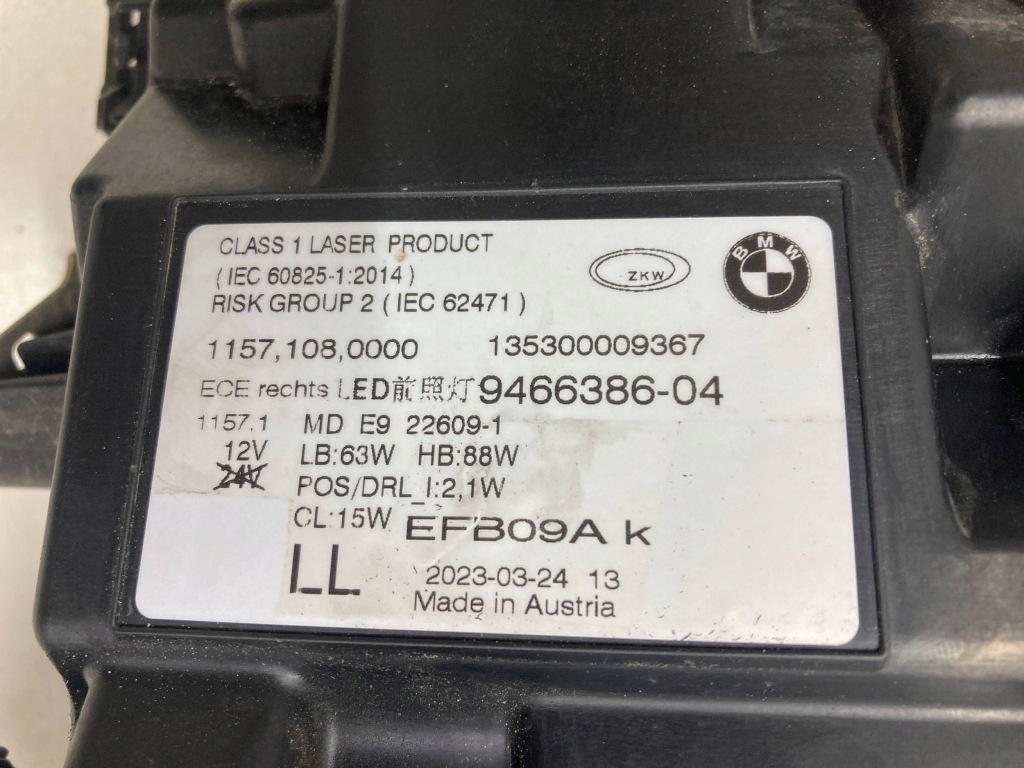 CLASS 1 LASER PRODUCT
(IEC 60825-1:2014)
RISK GROUP 2 (IEC 62471)
ZKW
BMW
1157,108,0000 135300009367
ECE rechts LED前照灯 9466386-04
1157.1 MD E9 22609-1
12V LB:63W HB:88W
24V POS/DRL_I:2,1W
CL:15W EFB09A k
LL 2023-03-24 13
Made in Austria